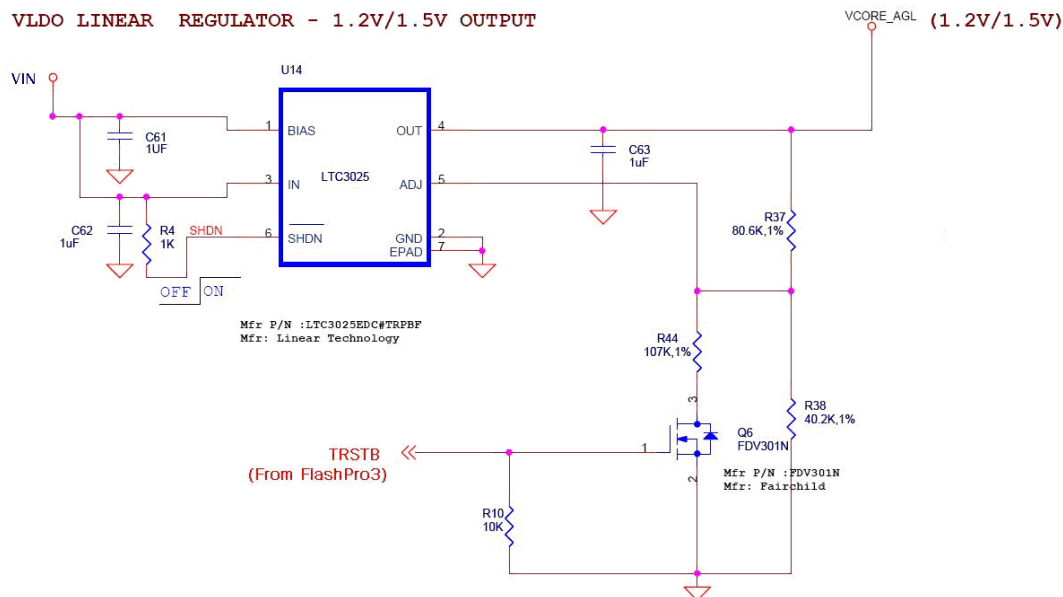 VLDO LINEAR REGULATOR - 1.2V/1.5V OUTPUT
VCORE_AGL (1.2V/1.5V)
VIN
U14
C61
1UF
1 BIAS
OUT 4
C63
1uF
LTC3025
3 IN
ADJ 5
R37
80.6K,1%
C62
1uF
R4
1K
SHDN
6 SHDN
GND 2
EPAD 7
OFF ON
Mfr P/N :LTC3025EDC#TRPBF
Mfr: Linear Technology
R44
107K,1%
3
R38
40.2K,1%
Q6
FDV301N
1
TRSTB
(From FlashPro3)
Mfr P/N :FDV301N
Mfr: Fairchild
2
R10
10K